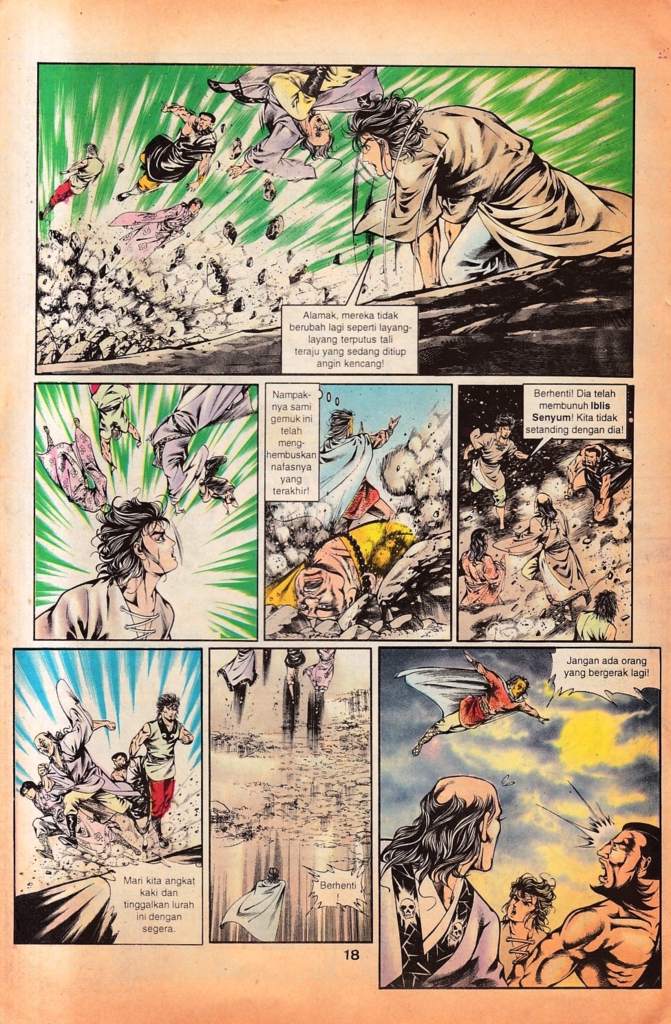 Alamak, mereka tidak
berubah lagi seperti layang-
layang terputus tali
teraju yang sedang ditiup
angin kencang!
Nampak-
nya sami
gemuk ini
telah
meng-
hembuskan
nafasnya
yang
terakhir!
Berhenti! Dia telah
membunuh Iblis
Senyum! Kita tidak
setanding dengan dia!
Mari kita angkat
kaki dan
tinggalkan lurah
ini dengan
segera.
Berhenti
Jangan ada orang
yang bergerak lagi!
18